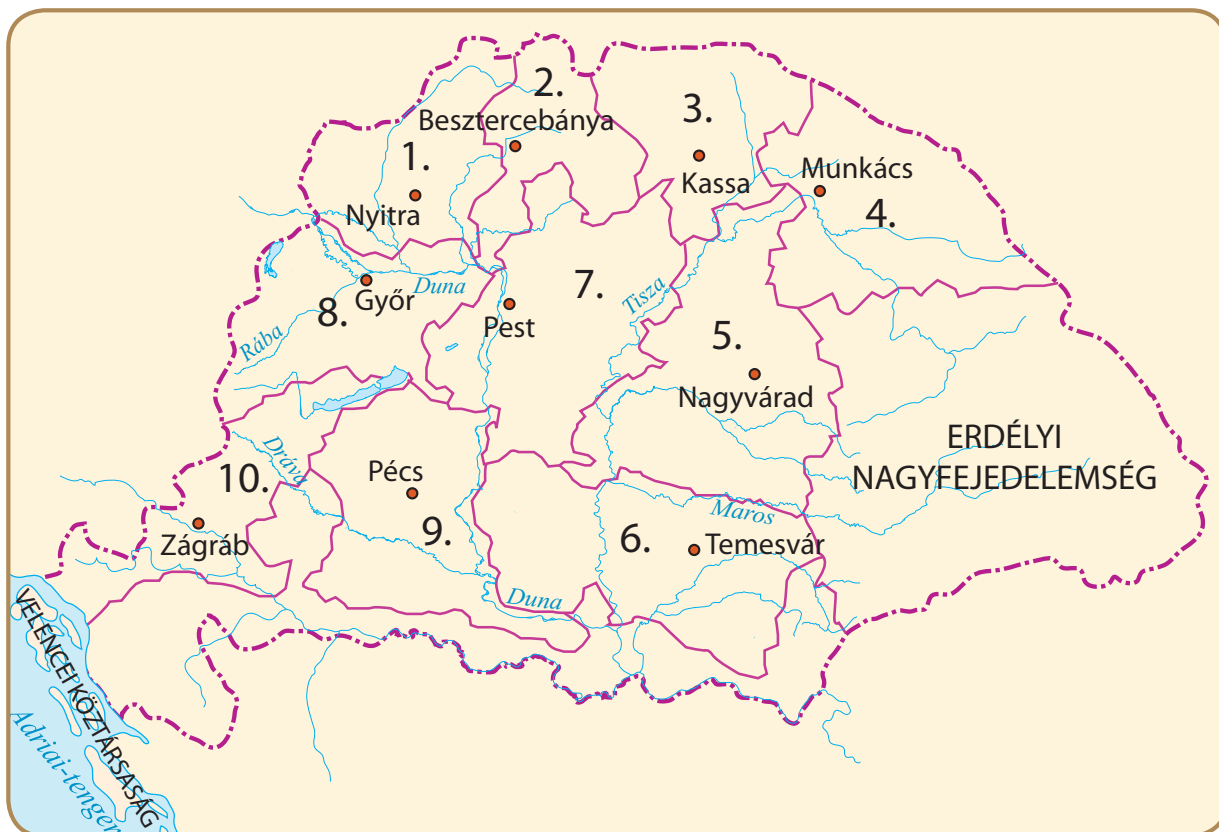 2.
Besztercebánya
3.
1.
Kassa
Munkács
Nyitra
4.
Duna
7.
Tisza
8.
Győr
Pest
Rába
5.
Nagyvárad
ERDÉLYI
NAGYFEJEDELEMSÉG
Dráva
10.
Pécs
Maros
Zágráb
9.
6.
Temesvár
Duna
VELENCEI KÖZTÁRSASÁG
Adriai-tenger